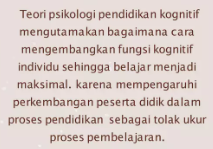 Teori psikologi pendidikan kognitif
mengutamakan bagaimana cara
mengembangkan fungsi kognitif
individu sehingga belajar menjadi
maksimal. karena mempengaruhi
perkembangan peserta didik dalam
proses pendidikan sebagai tolak ukur
proses pembelajaran.